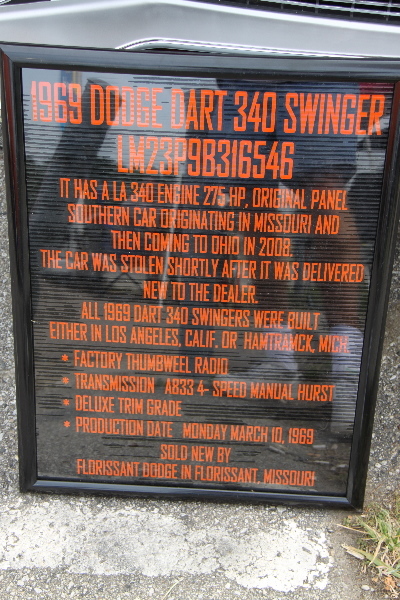 1969 DODGE DART 340 SWINGER
LM23P9B316546
IT HAS A LA 340 ENGINE 275 HP, ORIGINAL PANEL
SOUTHERN CAR ORIGINATING IN MISSOURI AND
THEN COMING TO OHIO IN 2008.
THE CAR WAS STOLEN SHORTLY AFTER IT WAS DELIVERED
NEW TO THE DEALER.
ALL 1969 DART 340 SWINGERS WERE BUILT
EITHER IN LOS ANGELES, CALIF. OR HAMTRAMCK, MICH.
* FACTORY THUMBWEEL RADIO
* TRANSMISSION A833 4- SPEED MANUAL HURST
* DELUXE TRIM GRADE
* PRODUCTION DATE MONDAY MARCH 10, 1969
SOLD NEW BY
FLORISSANT DODGE IN FLORISSANT, MISSOURI